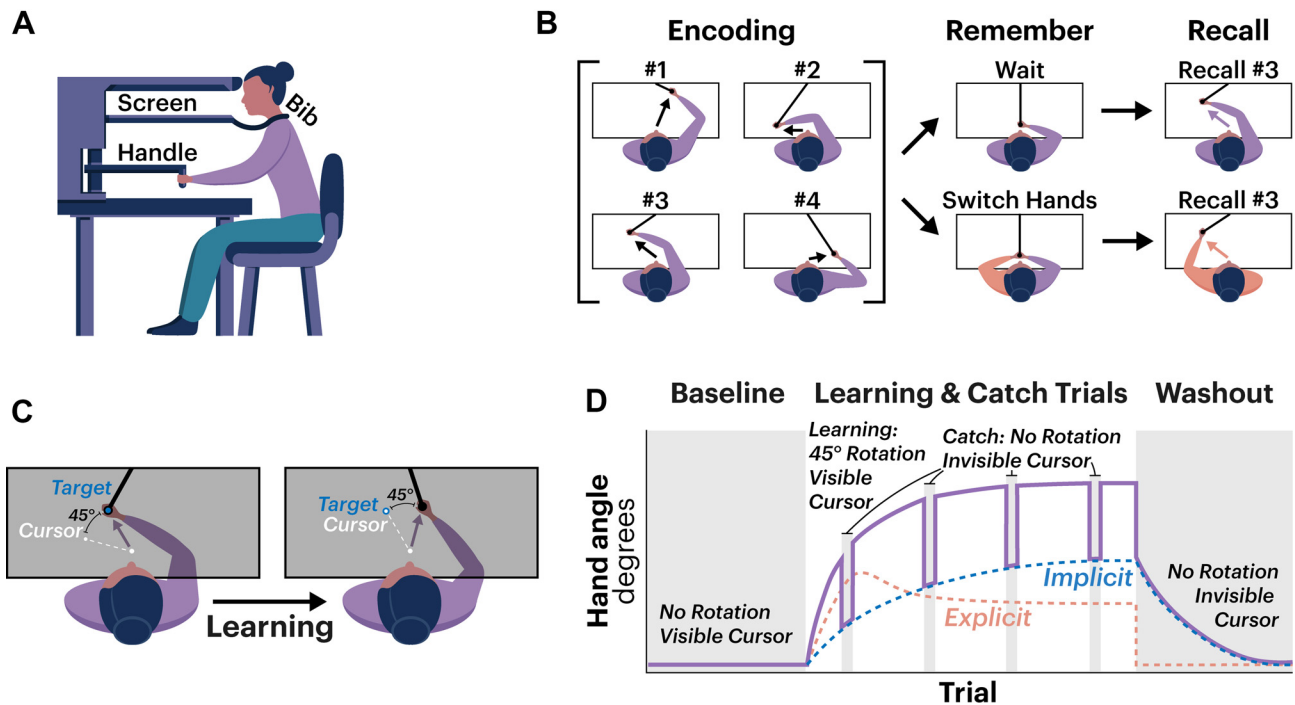 A
Screen
Bib
Handle
B
Encoding
Remember
Recall
#1
#2
Wait
Recall #3
#3
#4
Switch Hands
Recall #3
C
Target
45°
Cursor
Target
45°
Cursor
Learning
D
Baseline
Learning & Catch Trials
Washout
Learning:
45° Rotation
Visible
Cursor
Catch: No Rotation
Invisible Cursor
Hand angle
degrees
No Rotation
Visible Cursor
Implicit
Explicit
No Rotation
Invisible
Cursor
Trial